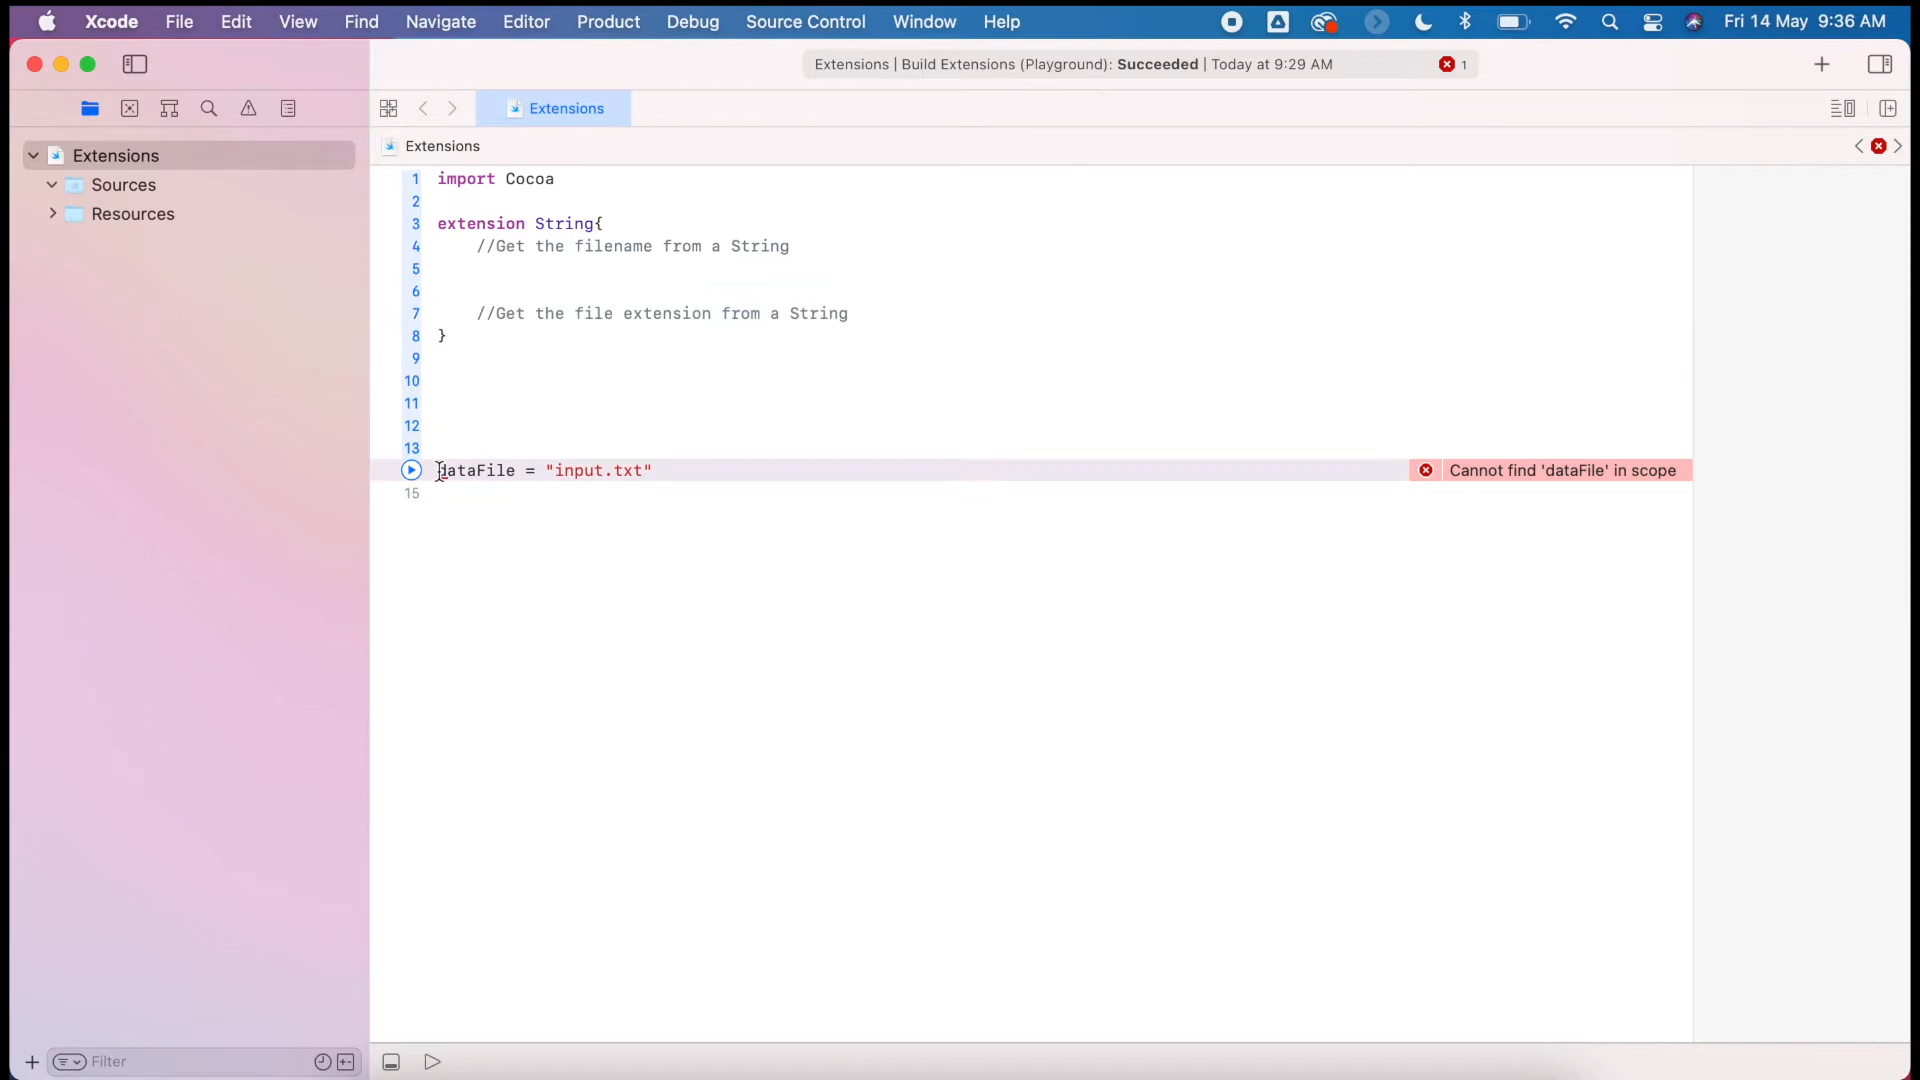 Xcode File Edit View Find Navigate Editor Product Debug Source Control Window Help Fri 14 May 9:36 AM
Extensions | Build Extensions (Playground): Succeeded | Today at 9:29 AM 1
Extensions
Extensions
Extensions
Sources
Resources
1 import Cocoa
2
3 extension String{
4 //Get the filename from a String
5
6
7 //Get the file extension from a String
8 }
9
10
11
12
13
dataFile = "input.txt" Cannot find 'dataFile' in scope
15
Filter